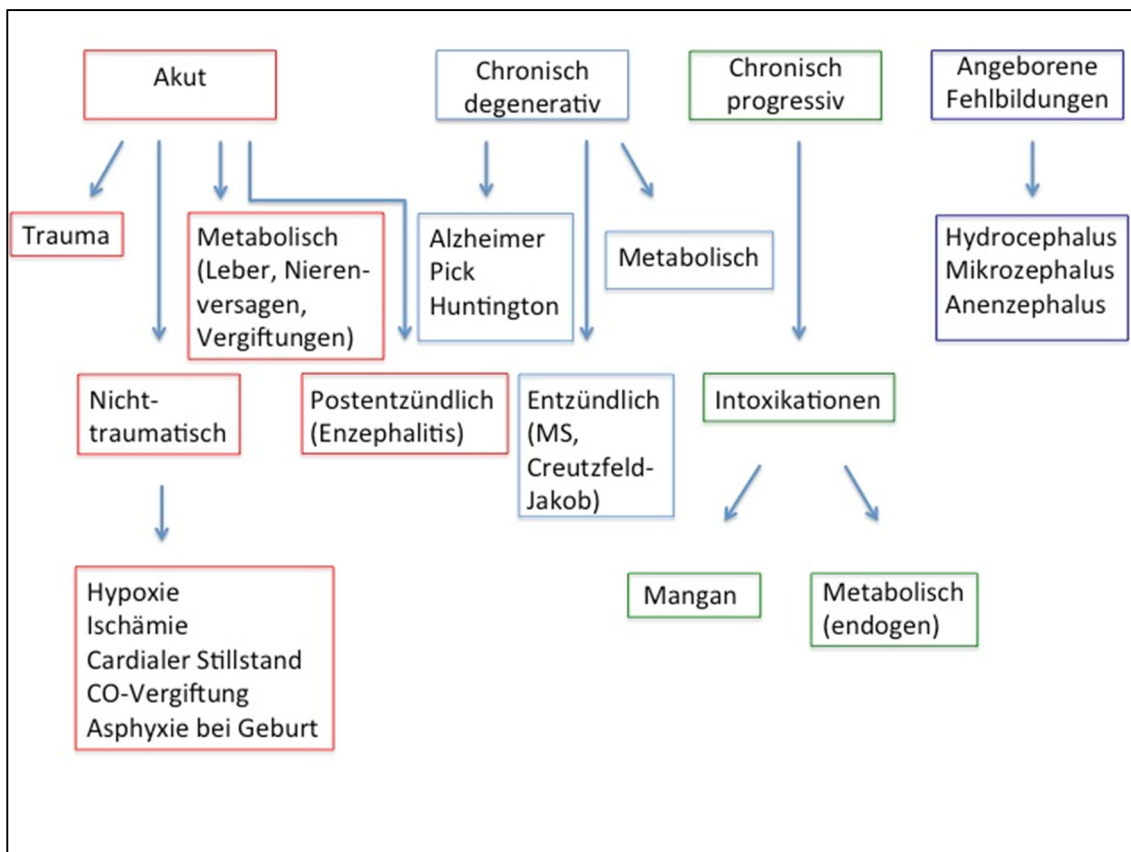 Akut
Chronisch
degenerativ
Chronisch
progressiv
Angeborene
Fehlbildungen
Trauma
Metabolisch
(Leber, Nieren-
versagen,
Vergiftungen)
Alzheimer
Pick
Huntington
Metabolisch
Hydrocephalus
Mikrozephalus
Anenzephalus
Nicht-
traumatisch
Postentzündlich
(Enzephalitis)
Entzündlich
(MS,
Creutzfeld-
Jakob)
Intoxikationen
Hypoxie
Ischämie
Cardialer Stillstand
CO-Vergiftung
Asphyxie bei Geburt
Mangan
Metabolisch
(endogen)